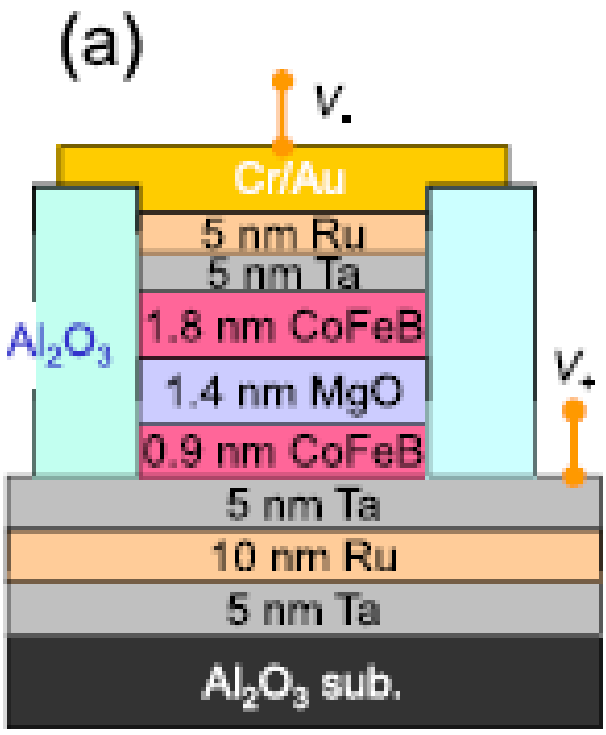 (a)
V-
Cr/Au
5 nm Ru
5 nm Ta
1.8 nm CoFeB
Al₂O₃
1.4 nm MgO
V+
0.9 nm CoFeB
5 nm Ta
10 nm Ru
5 nm Ta
Al₂O₃ sub.